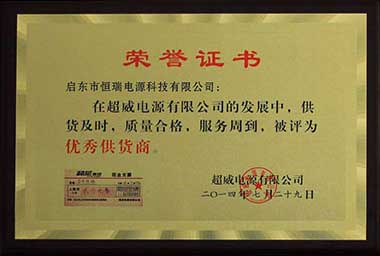 荣誉证书
启东市恒瑞电源科技有限公司：
在超威电源有限公司的发展中，供
货及时，质量合格，服务周到，被评为
优秀供货商。
超威电源有限公司
二〇一四年七月二十九日